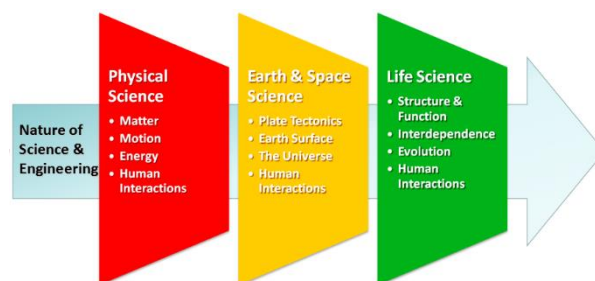 Nature of
Science &
Engineering
Physical
Science
• Matter
• Motion
• Energy
• Human
Interactions
Earth & Space
Science
• Plate Tectonics
• Earth Surface
• The Universe
• Human
Interactions
Life Science
• Structure &
Function
• Interdependence
• Evolution
• Human
Interactions